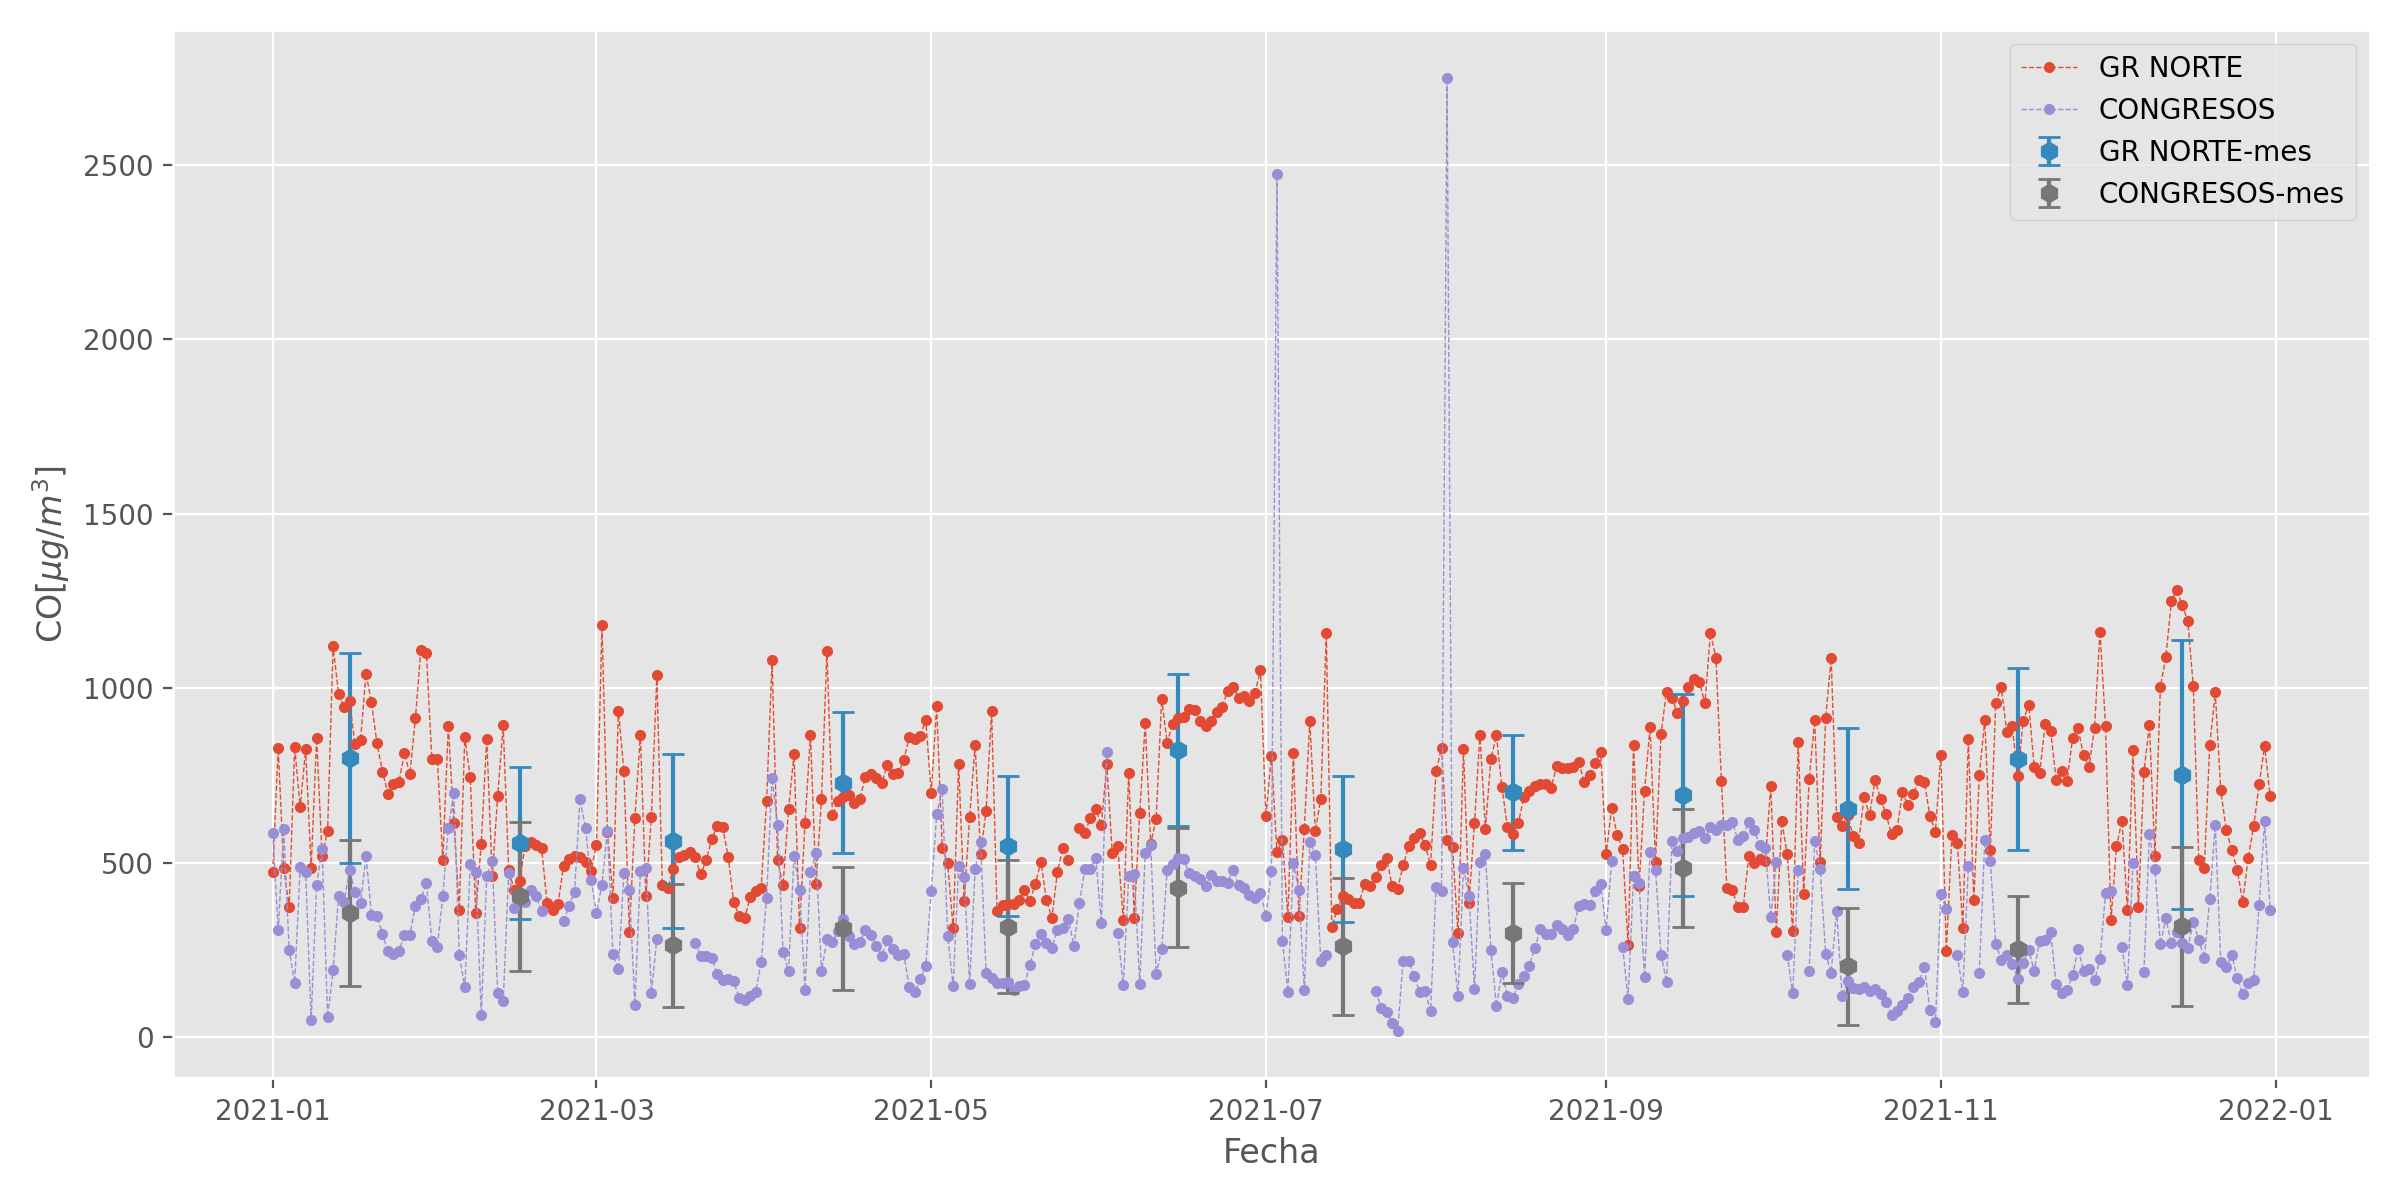 GR NORTE
CONGRESOS
GR NORTE-mes
CONGRESOS-mes
CO[μg/m³]
2500
2000
1500
1000
500
0
2021-01 2021-03 2021-05 2021-07 2021-09 2021-11 2022-01
Fecha